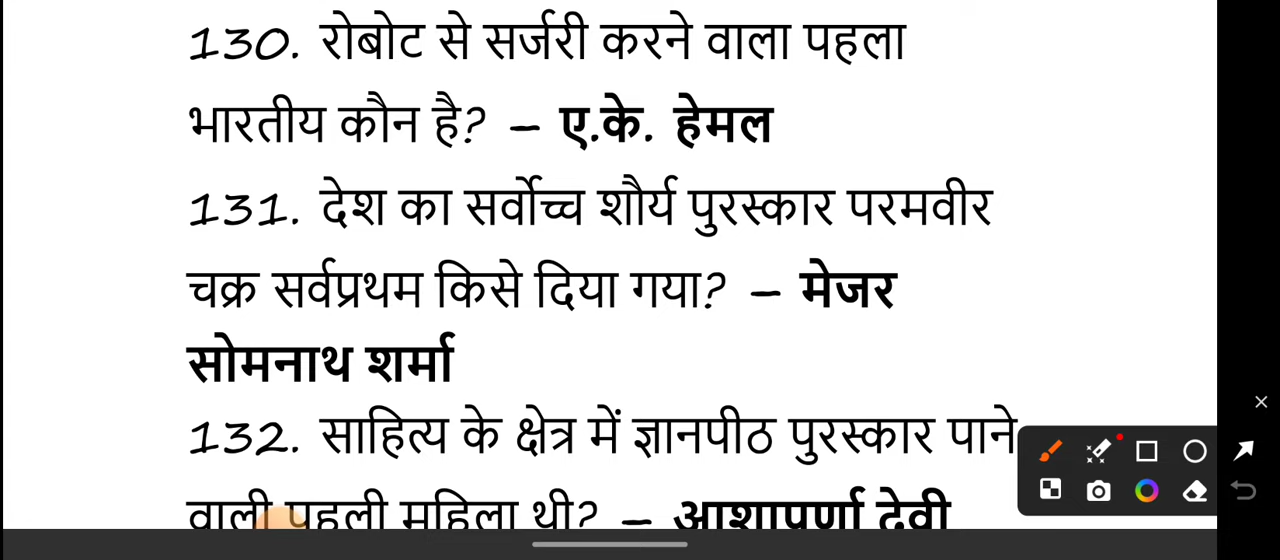 130. रोबोट से सर्जरी करने वाला पहला
भारतीय कौन है? – ए.के. हेमल
131. देश का सर्वोच्च शौर्य पुरस्कार परमवीर
चक्र सर्वप्रथम किसे दिया गया? – मेजर
सोमनाथ शर्मा
132. साहित्य के क्षेत्र में ज्ञानपीठ पुरस्कार पाने
वाली पहली महिला थी? – आशापूर्णा देवी